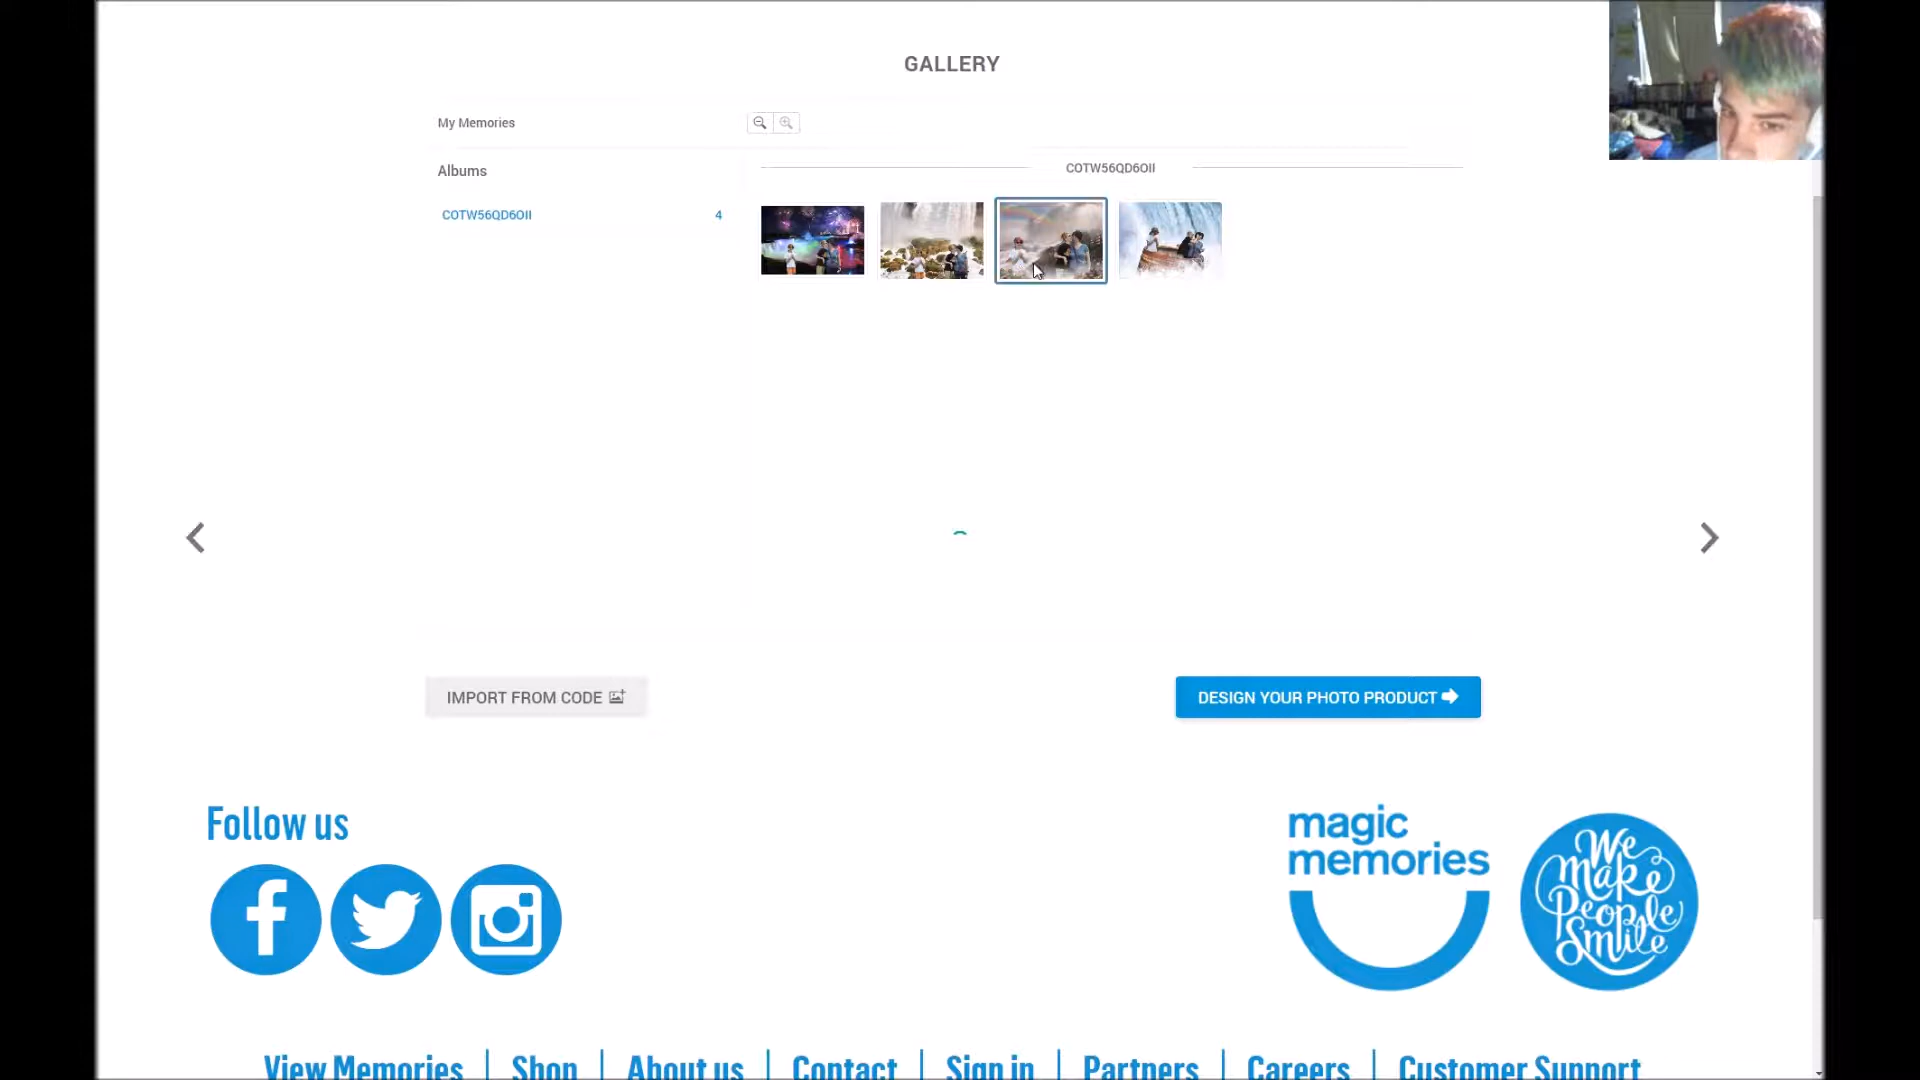 GALLERY
My Memories
COTW56QD6OII
Albums
COTW56QD6OII 4
IMPORT FROM CODE
DESIGN YOUR PHOTO PRODUCT
Follow us
magic
memories
We
Make
People
Smile
View Memories | Shop | About us | Contact | Sign in | Partners | Careers | Customer Support